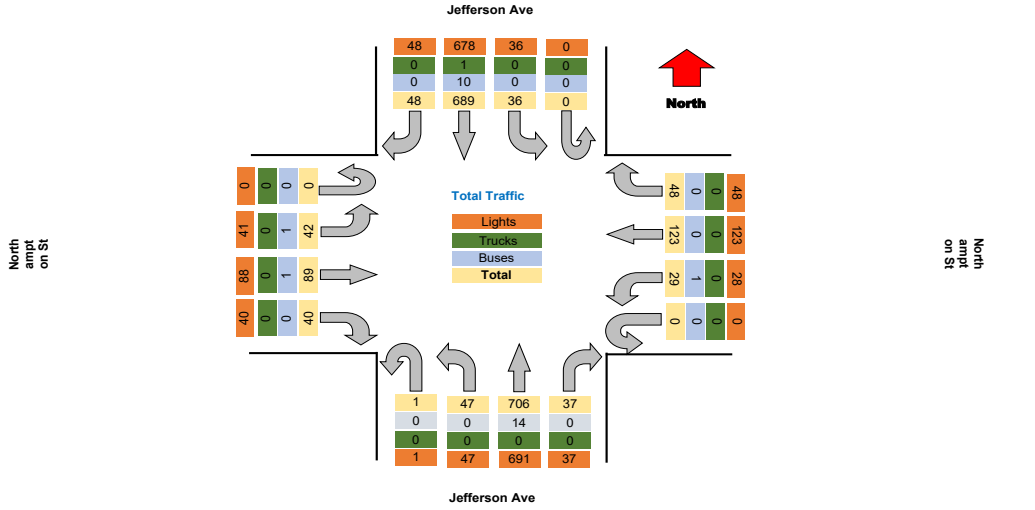 Jefferson Ave
48 678 36 0
0 1 0 0
0 10 0 0
48 689 36 0
North
0 0 0 0
41 0 1 42
88 0 1 89
40 0 0 40
North
ampt
on St
Total Traffic
Lights
Trucks
Buses
Total
48 0 0 48
123 0 0 123
29 1 0 28
0 0 0 0
North
ampt
on St
1 47 706 37
0 0 14 0
0 0 0 0
1 47 691 37
Jefferson Ave